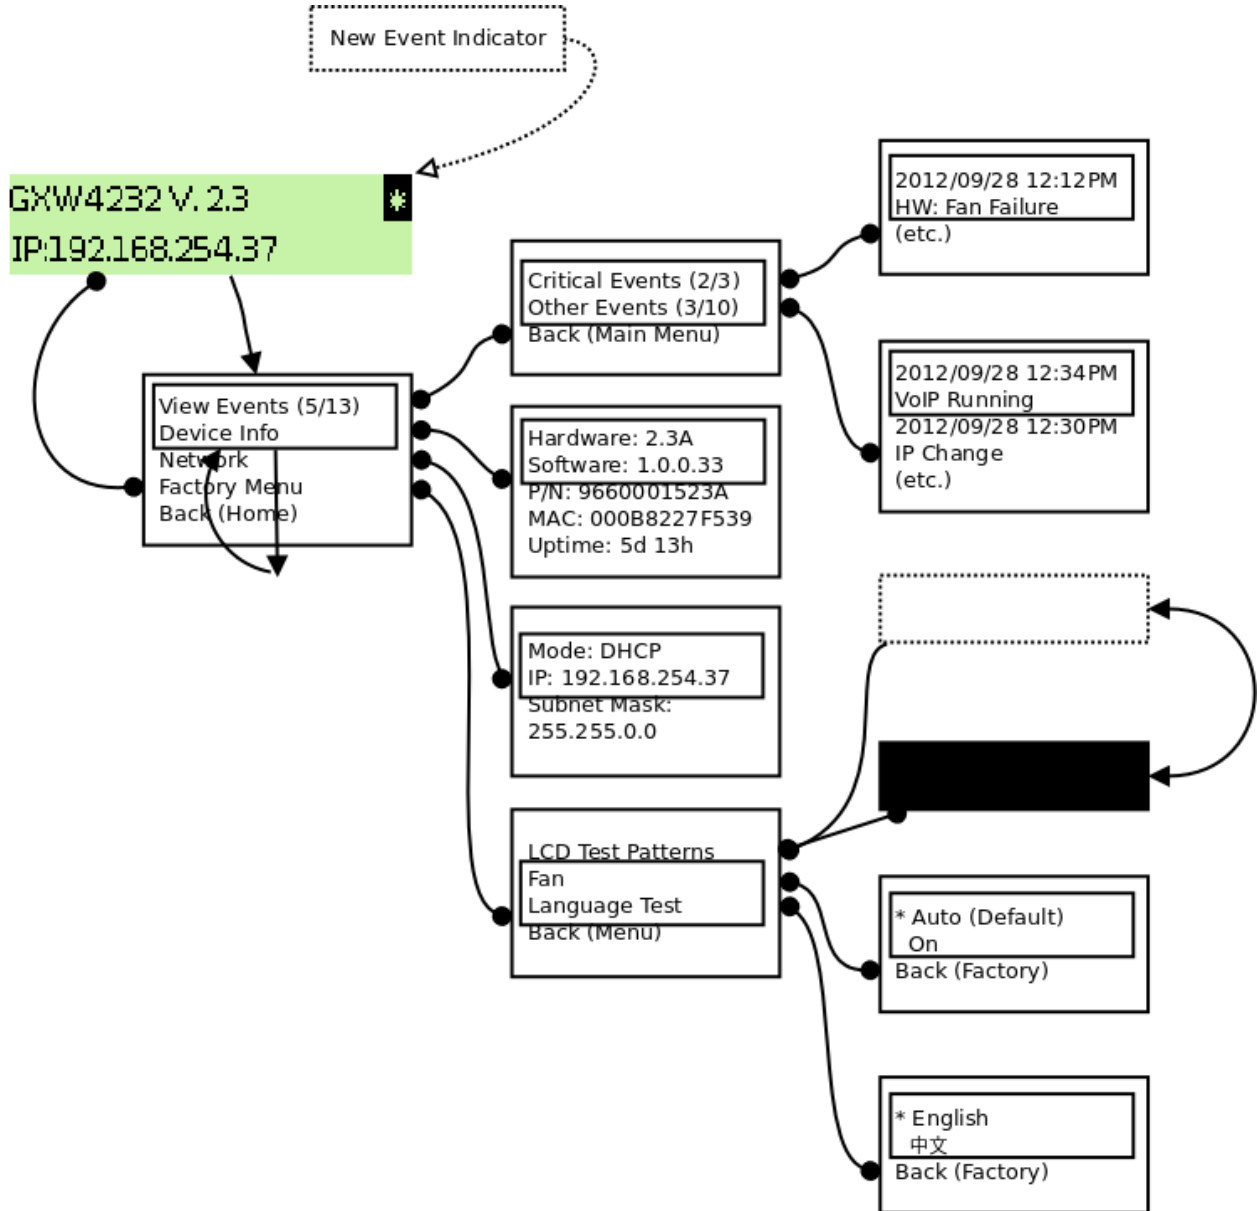 New Event Indicator
GXW4232 V. 2.3 *
IP:192.168.254.37
View Events (5/13)
Device Info
Network
Factory Menu
Back (Home)
Critical Events (2/3)
Other Events (3/10)
Back (Main Menu)
Hardware: 2.3A
Software: 1.0.0.33
P/N: 9660001523A
MAC: 000B8227F539
Uptime: 5d 13h
Mode: DHCP
IP: 192.168.254.37
Subnet Mask:
255.255.0.0
LCD Test Patterns
Fan
Language Test
Back (Menu)
2012/09/28 12:12PM
HW: Fan Failure
(etc.)
2012/09/28 12:34PM
VoIP Running
2012/09/28 12:30PM
IP Change
(etc.)
* Auto (Default)
On
Back (Factory)
* English
中文
Back (Factory)